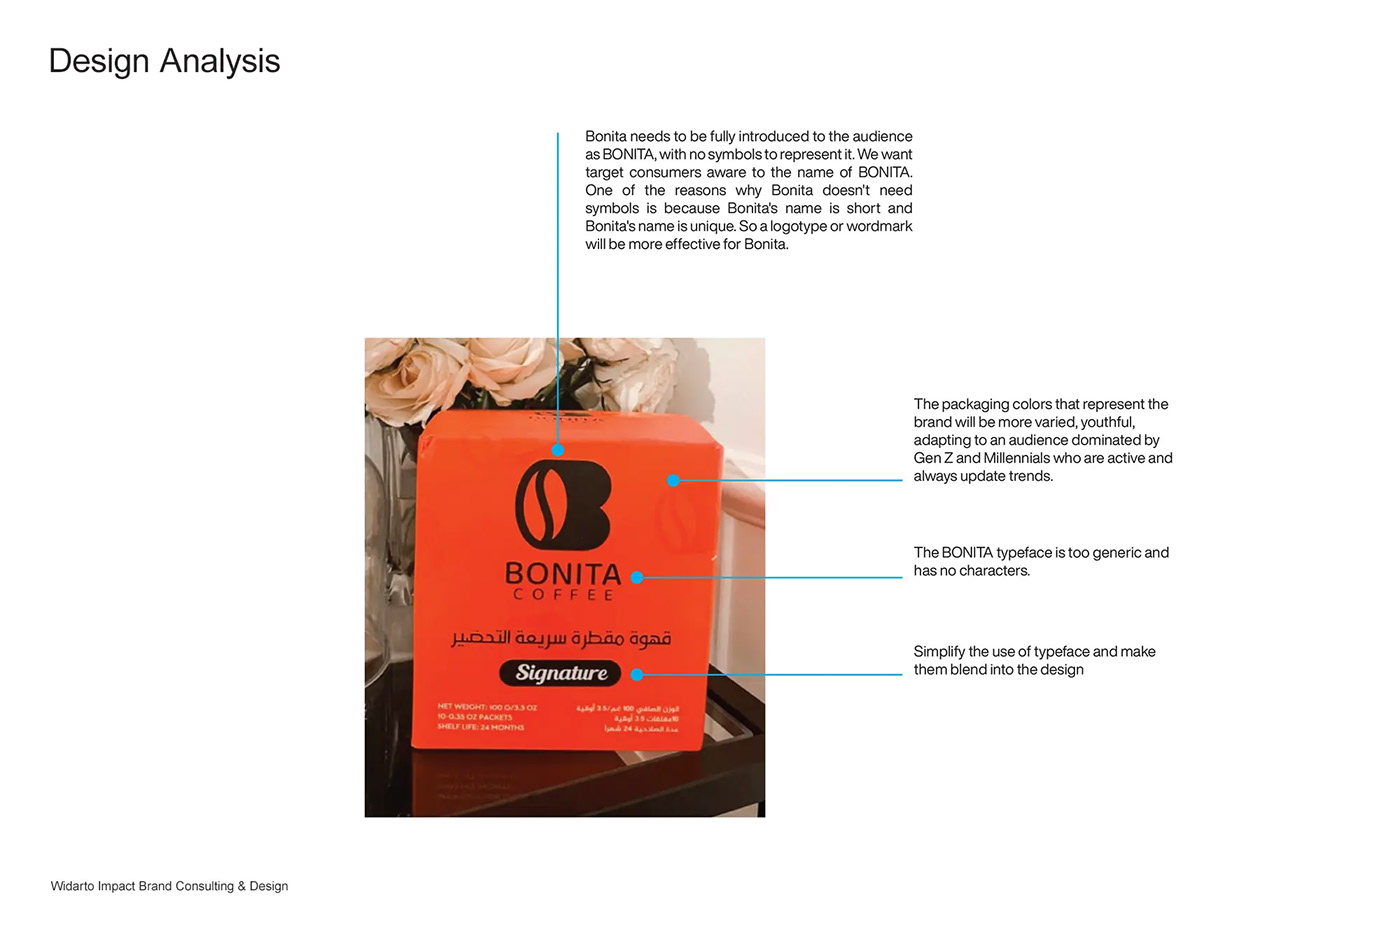 Design Analysis
Bonita needs to be fully introduced to the audience
as BONITA, with no symbols to represent it. We want
target consumers aware to the name of BONITA.
One of the reasons why Bonita doesn't need
symbols is because Bonita's name is short and
Bonita's name is unique. So a logotype or wordmark
will be more effective for Bonita.
The packaging colors that represent the
brand will be more varied, youthful,
adapting to an audience dominated by
Gen Z and Millennials who are active and
always update trends.
BONITA
BONITA
COFFEE
The BONITA typeface is too generic and
has no characters.
قهوة مقطرة سريعة التحضير
Signature
Simplify the use of typeface and make
them blend into the design
NET WEIGHT: 100 G/3.5 OZ
10-0.35 OZ PACKETS
SHELF LIFE: 24 MONTHS
الوزن الصافي 100 غم/3.5 أوقية
مدة الصلاحية 24 شهرا
Widarto Impact Brand Consulting & Design